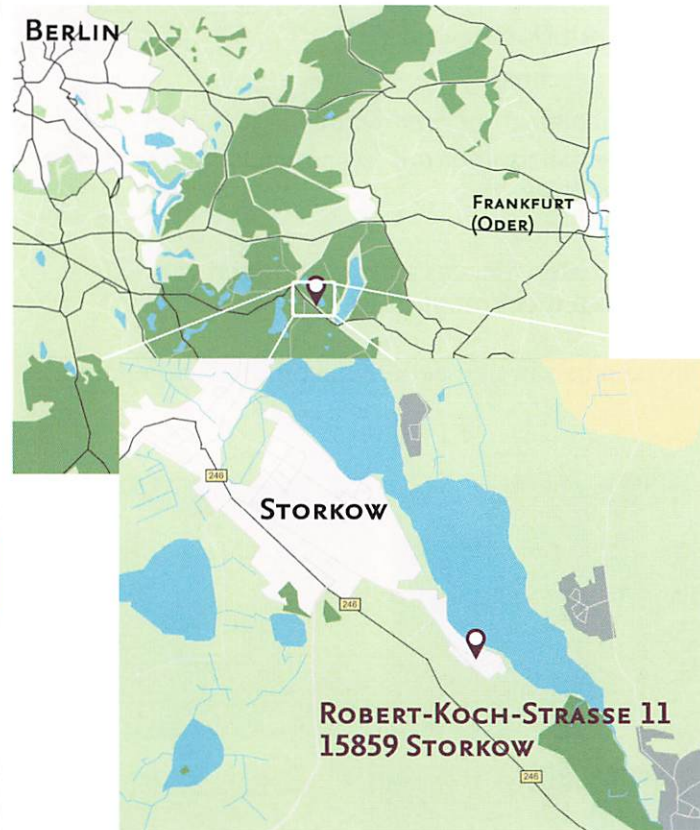 BERLIN
FRANKFURT
(ODER)
246
STORKOW
246
ROBERT-KOCH-STRASSE 11
15859 STORKOW
246